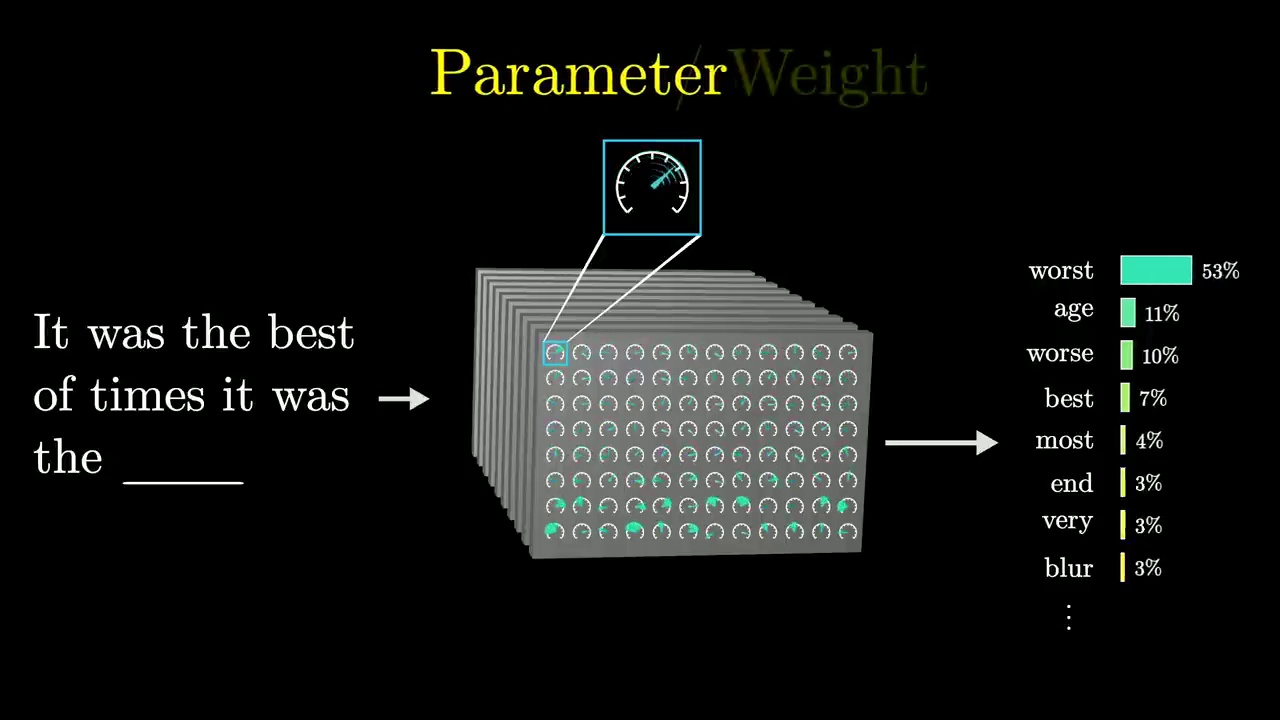 Parameter/Weight
It was the best
of times it was
the _____
worst 53%
age 11%
worse 10%
best 7%
most 4%
end 3%
very 3%
blur 3%
⋮